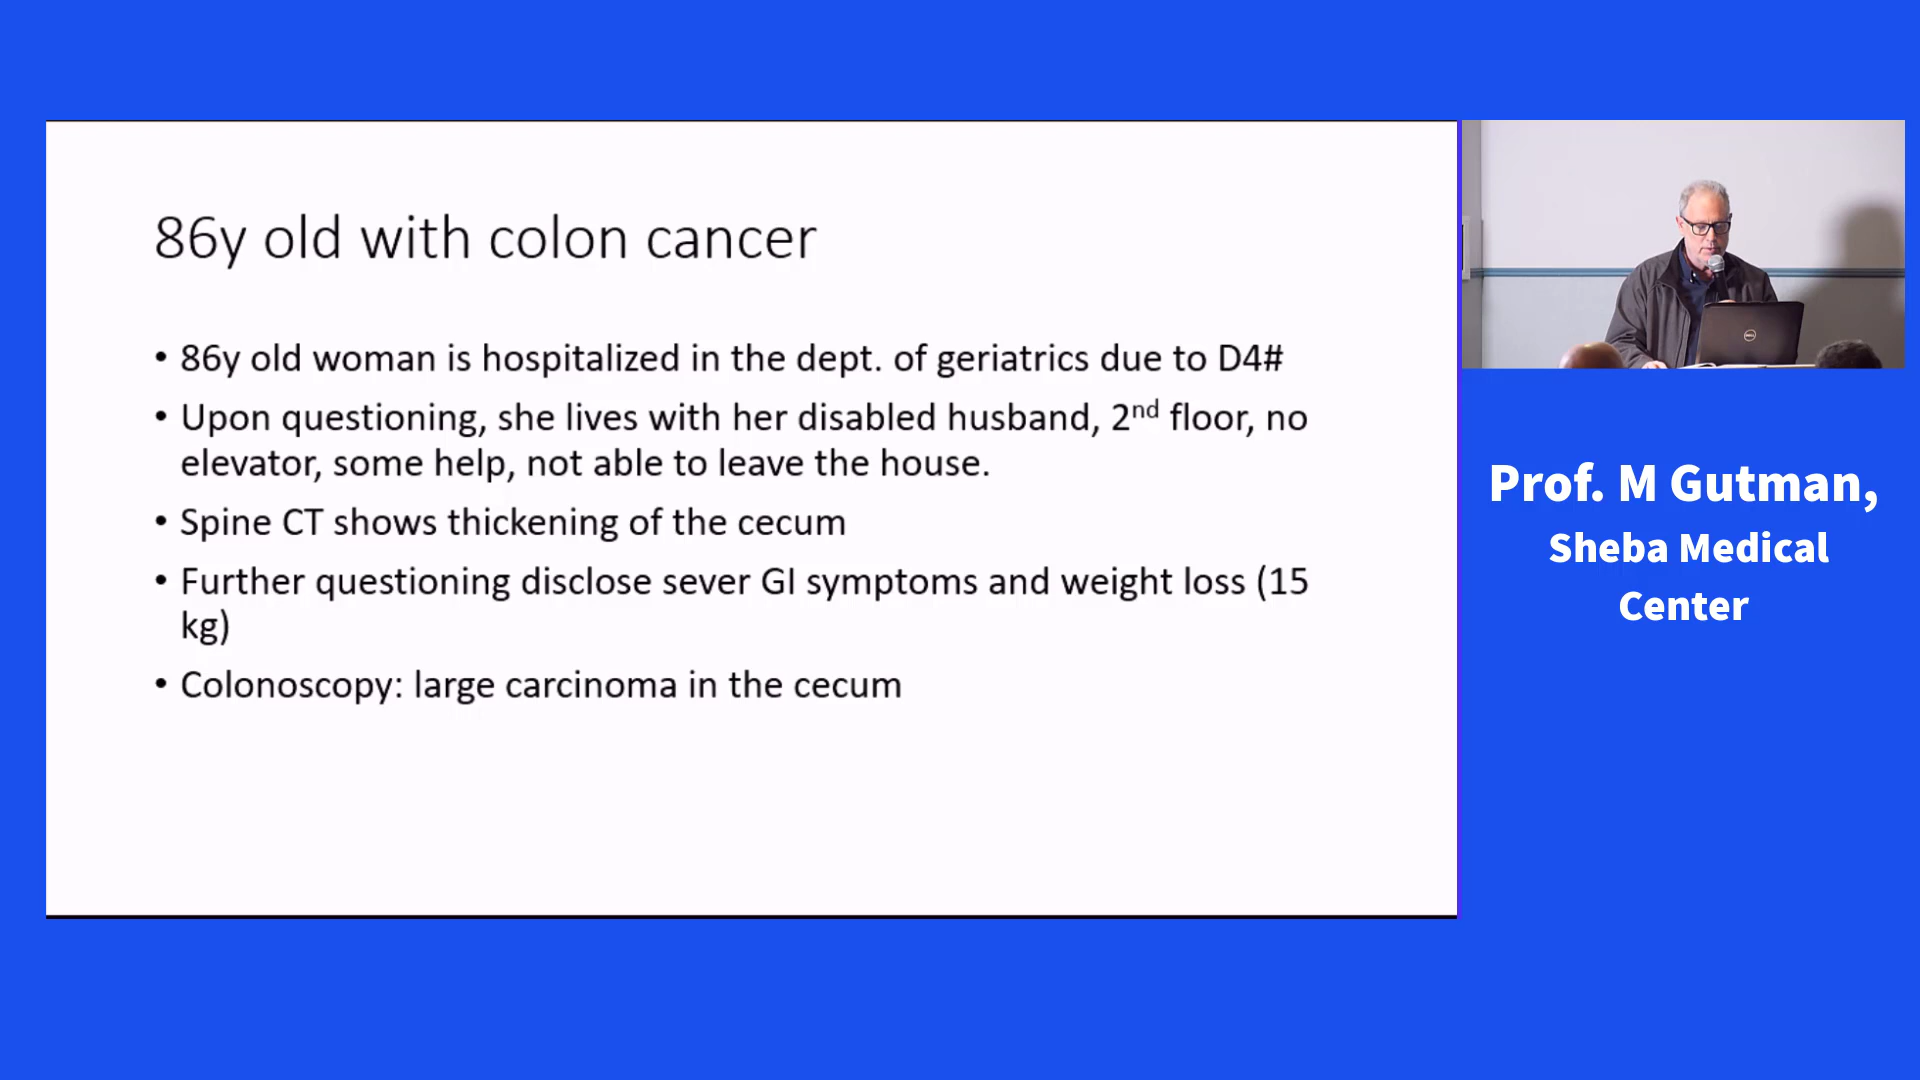 86y old with colon cancer
• 86y old woman is hospitalized in the dept. of geriatrics due to D4#
• Upon questioning, she lives with her disabled husband, 2nd floor, no
elevator, some help, not able to leave the house.
• Spine CT shows thickening of the cecum
• Further questioning disclose sever GI symptoms and weight loss (15
kg)
• Colonoscopy: large carcinoma in the cecum
Prof. M Gutman,
Sheba Medical
Center
DELL